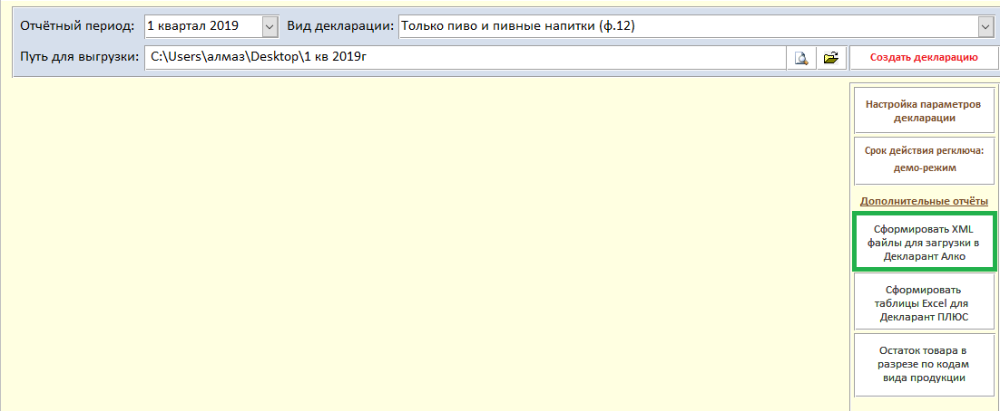 Отчётный период: 1 квартал 2019 Вид декларации: Только пиво и пивные напитки (ф.12)
Путь для выгрузки: C:\Users\алмаз\Desktop\1 кв 2019г Создать декларацию
Настройка параметров
декларации
Срок действия регключа:
демо-режим
Дополнительные отчёты
Сформировать XML
файлы для загрузки в
Декларант Алко
Сформировать
таблицы Excel для
Декларант ПЛЮС
Остаток товара в
разрезе по кодам
вида продукции